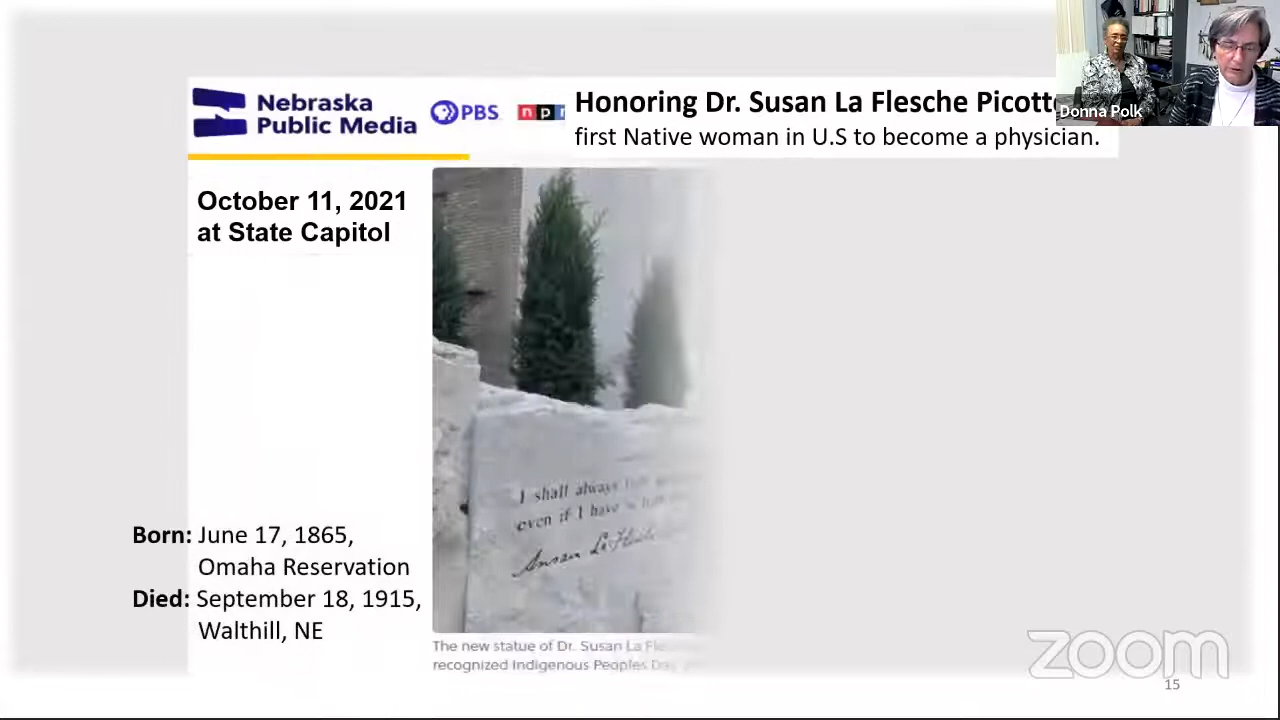 Nebraska
Public Media
PBS
npr
Honoring Dr. Susan La Flesche Picott
first Native woman in U.S to become a physician.
Donna Polk
October 11, 2021
at State Capitol
I shall always
even if I have
Susan La
Born: June 17, 1865,
Omaha Reservation
Died: September 18, 1915,
Walthill, NE
The new statue of Dr. Susan La
recognized Indigenous Peoples
zoom
15